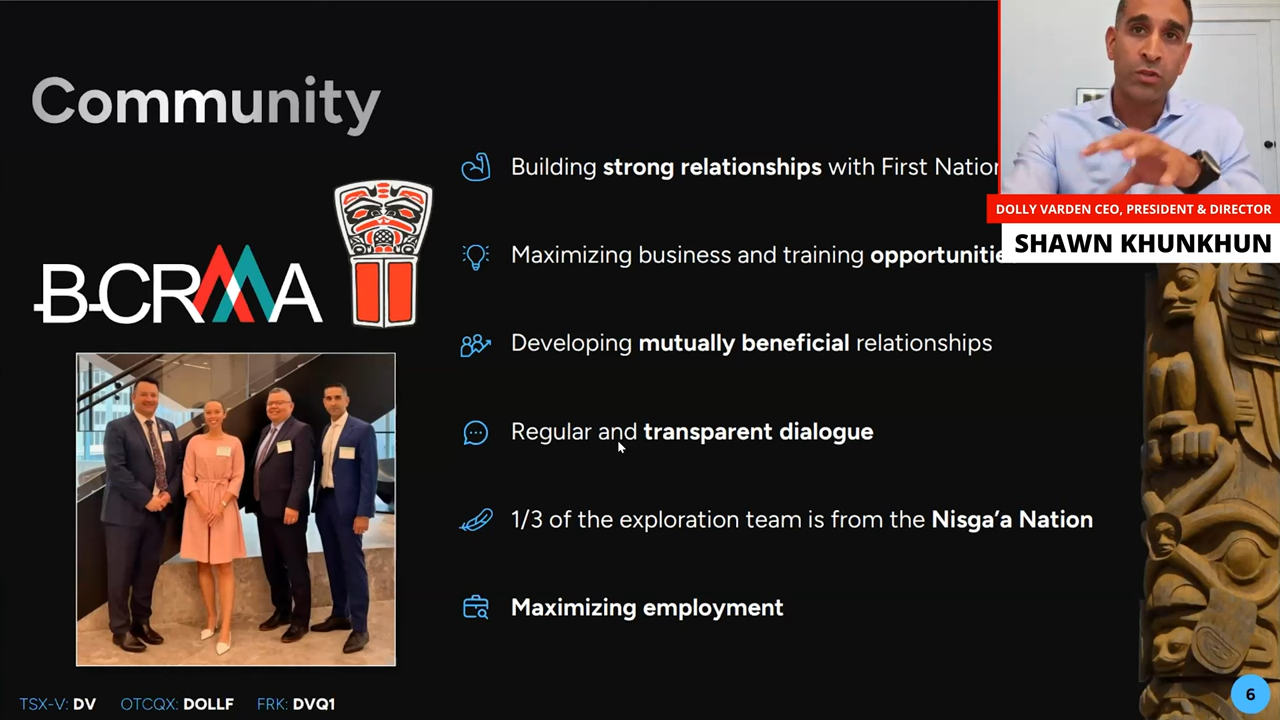 Community
BCRMA
Building strong relationships with First Nation
Maximizing business and training opportunitie
Developing mutually beneficial relationships
Regular and transparent dialogue
1/3 of the exploration team is from the Nisga’a Nation
Maximizing employment
DOLLY VARDEN CEO, PRESIDENT & DIRECTOR
SHAWN KHUNKHUN
TSX-V: DV OTCQX: DOLLF FRK: DVQ1
6